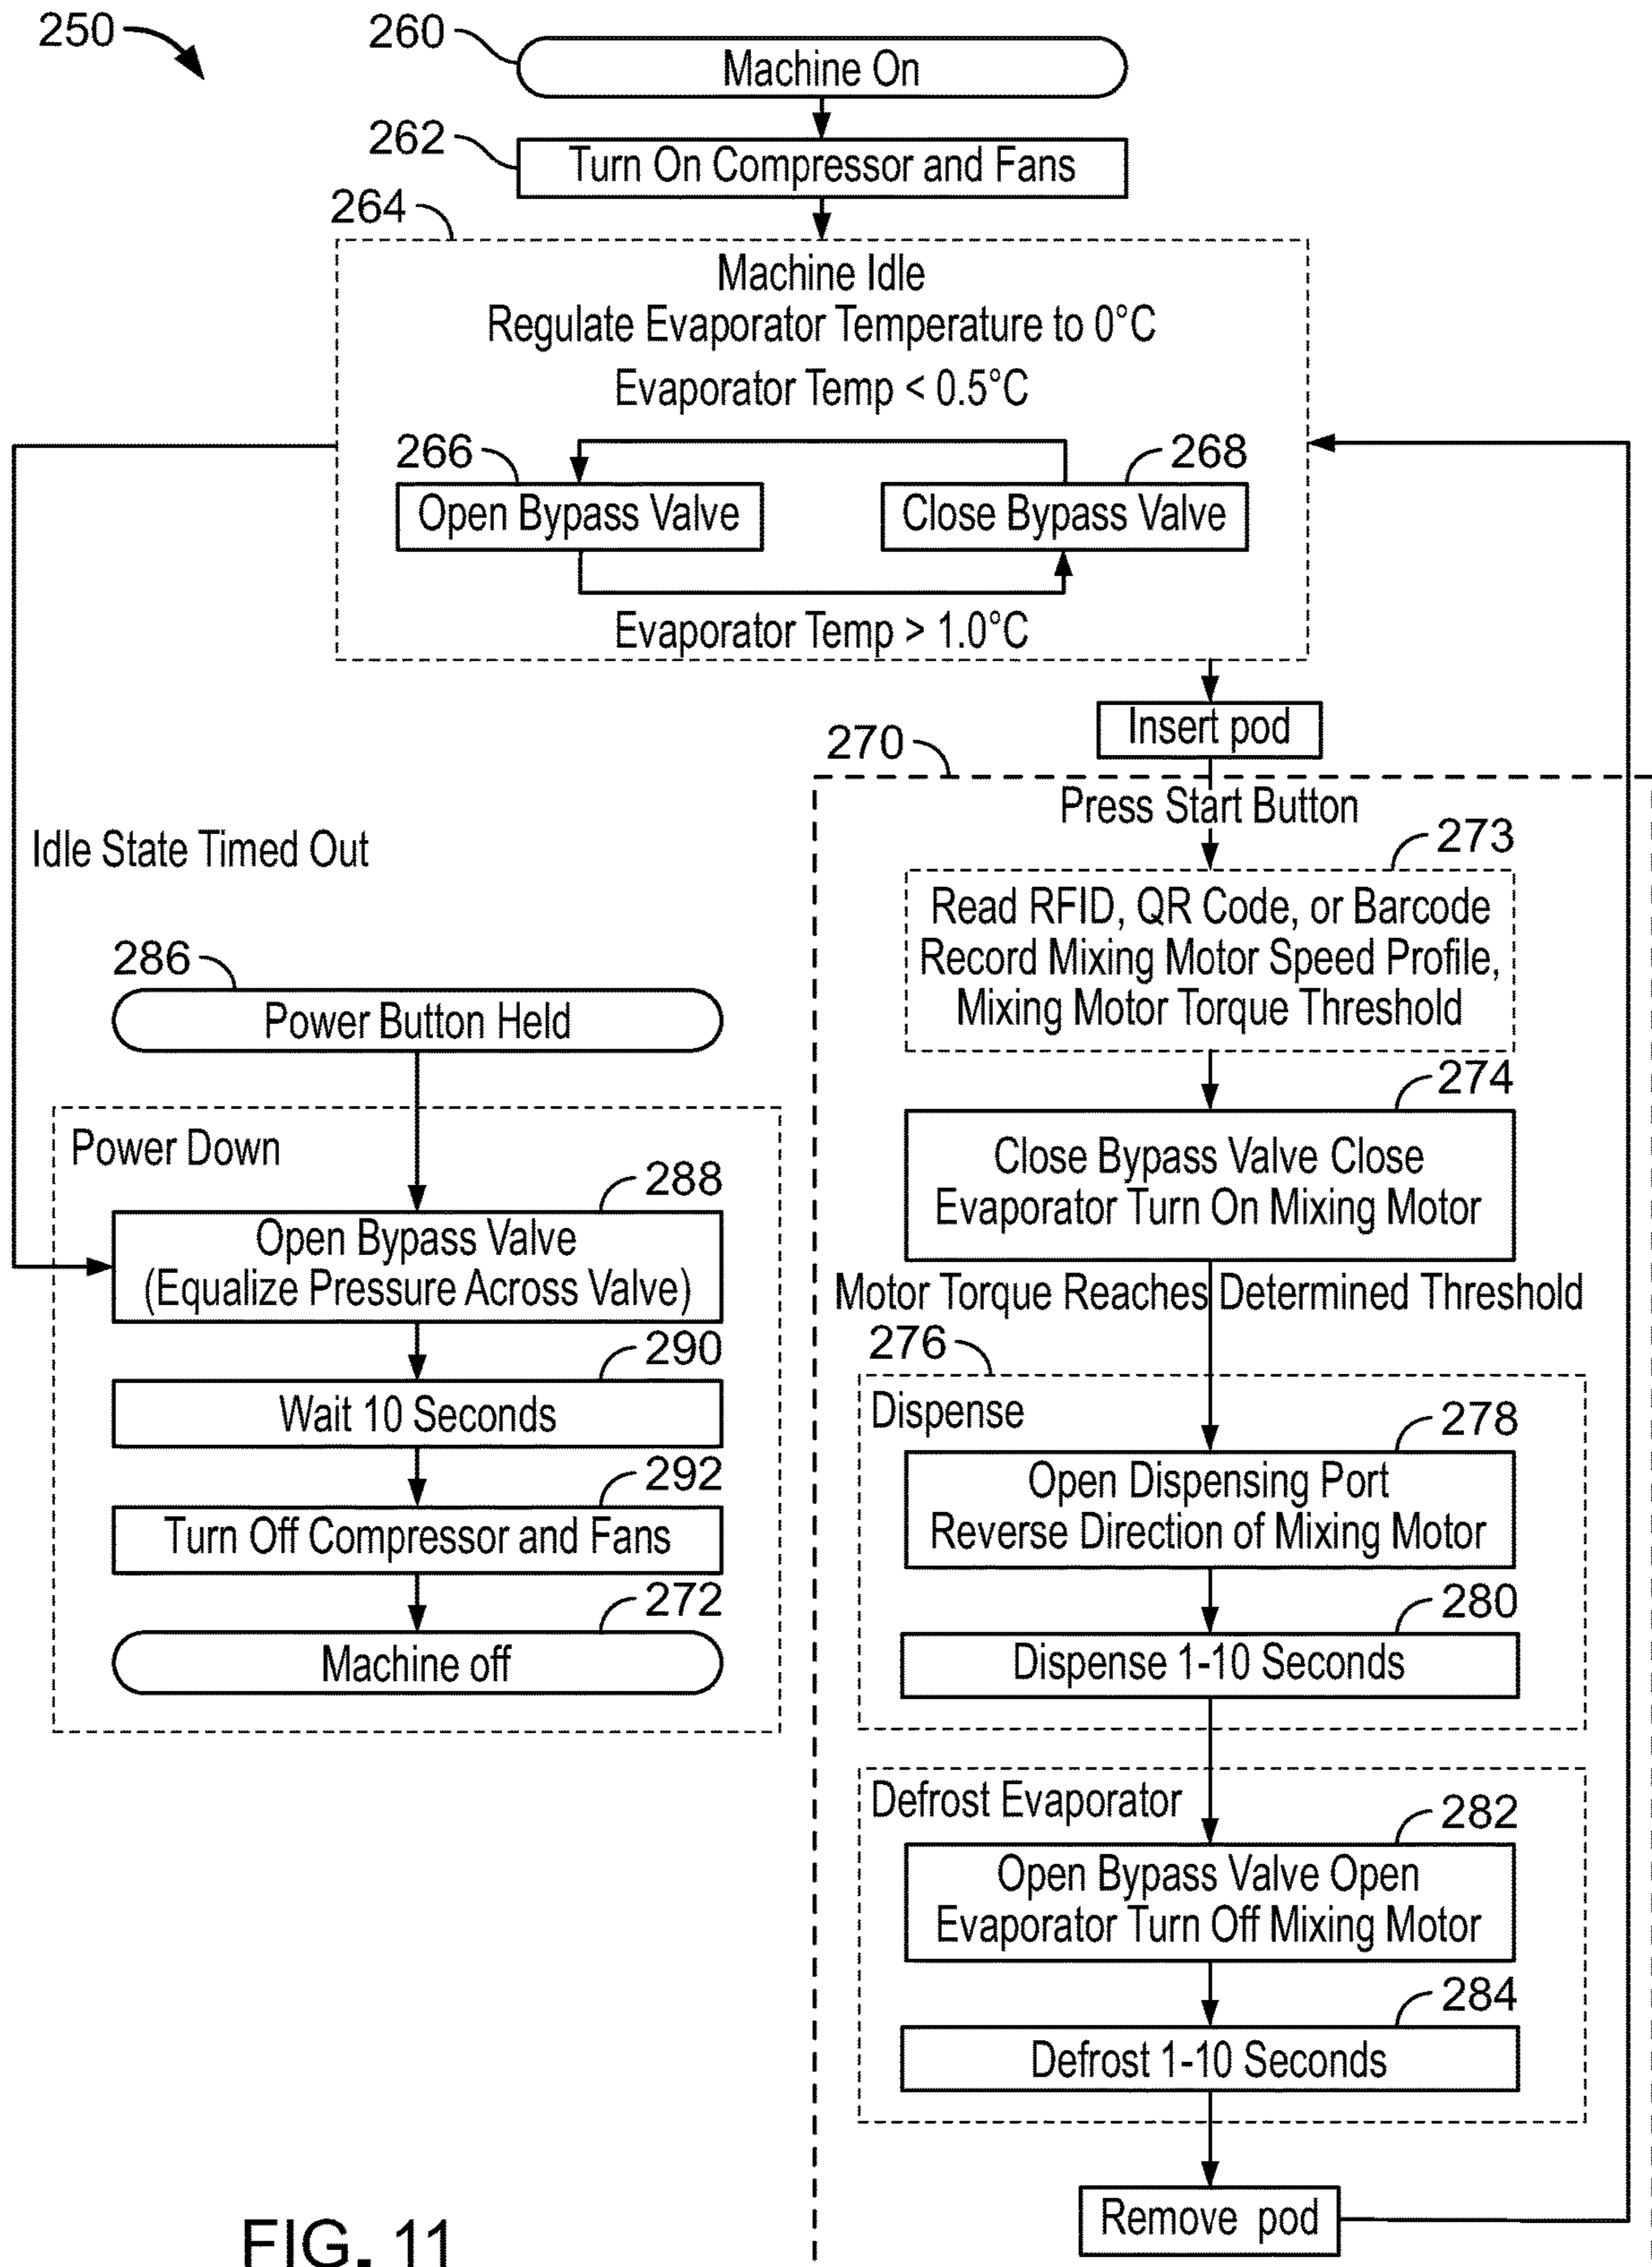 250
260
Machine On
262
Turn On Compressor and Fans
264
Machine Idle
Regulate Evaporator Temperature to 0°C
Evaporator Temp < 0.5°C
266
268
Open Bypass Valve
Close Bypass Valve
Evaporator Temp > 1.0°C
Insert pod
270
Press Start Button
273
Idle State Timed Out
Read RFID, QR Code, or Barcode
Record Mixing Motor Speed Profile,
Mixing Motor Torque Threshold
286
Power Button Held
274
Power Down
Close Bypass Valve Close
Evaporator Turn On Mixing Motor
288
Open Bypass Valve
(Equalize Pressure Across Valve)
Motor Torque Reaches Determined Threshold
290
Wait 10 Seconds
276
Dispense
278
Open Dispensing Port
Reverse Direction of Mixing Motor
292
Turn Off Compressor and Fans
272
Machine off
280
Dispense 1-10 Seconds
Defrost Evaporator
282
Open Bypass Valve Open
Evaporator Turn Off Mixing Motor
284
Defrost 1-10 Seconds
Remove pod
FIG. 11